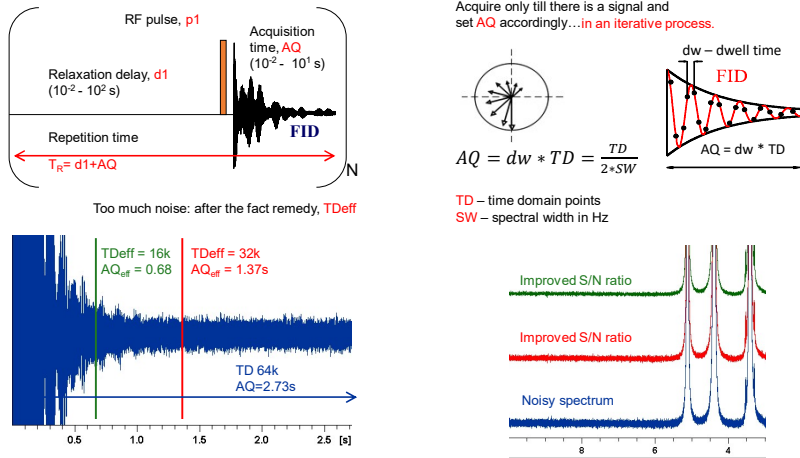 RF pulse, p1
Acquisition
time, AQ
(10⁻² - 10¹ s)
Relaxation delay, d1
(10⁻² - 10² s)
FID
Repetition time
T_R= d1+AQ
N
Acquire only till there is a signal and
set AQ accordingly…in an iterative process.
dw – dwell time
FID
AQ = dw * TD
AQ = dw * TD = TD / 2*SW
TD – time domain points
SW – spectral width in Hz
Too much noise: after the fact remedy, TDeff
TDeff = 16k
AQ_eff = 0.68
TDeff = 32k
AQ_eff = 1.37s
TD 64k
AQ=2.73s
0.5 1.0 1.5 2.0 2.5 [s]
Improved S/N ratio
Improved S/N ratio
Noisy spectrum
8 6 4